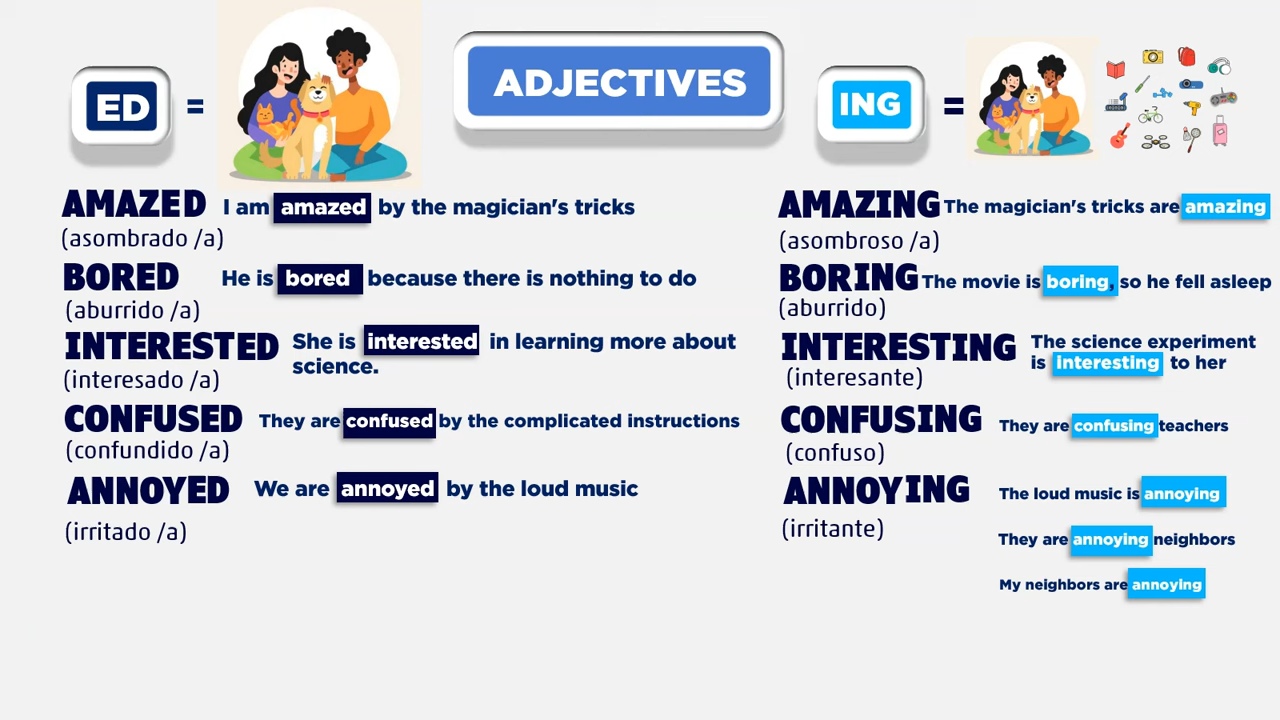 ED =
ADJECTIVES
ING =
AMAZED I am amazed by the magician's tricks
(asombrado /a)
BORED He is bored because there is nothing to do
(aburrido /a)
INTERESTED She is interested in learning more about
science.
(interesado /a)
CONFUSED They are confused by the complicated instructions
(confundido /a)
ANNOYED We are annoyed by the loud music
(irritado /a)
AMAZING The magician's tricks are amazing
(asombroso /a)
BORING The movie is boring, so he fell asleep
(aburrido)
INTERESTING The science experiment
is interesting to her
(interesante)
CONFUSING They are confusing teachers
(confuso)
ANNOYING The loud music is annoying
(irritante)
They are annoying neighbors
My neighbors are annoying